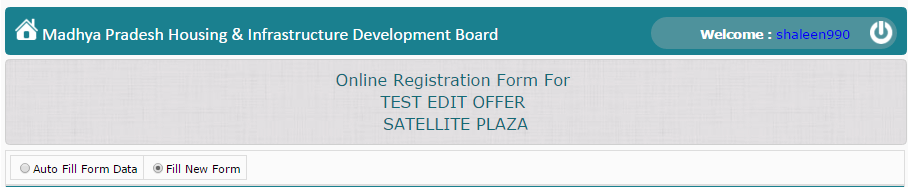 Madhya Pradesh Housing & Infrastructure Development Board
Welcome : shaleen990
Online Registration Form For
TEST EDIT OFFER
SATELLITE PLAZA
Auto Fill Form Data Fill New Form